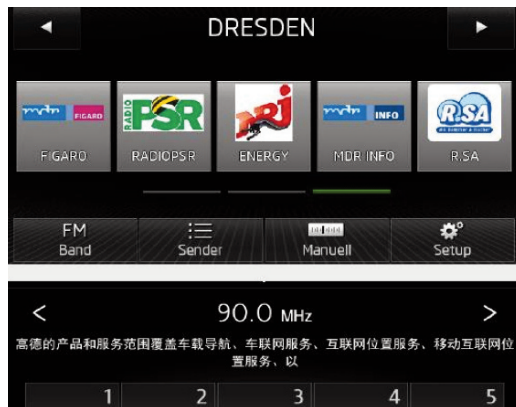 DRESDEN
mdr FIGARO
RADIO PSR
NRJ
mdr INFO
R.SA
FIGARO RADIOPSR ENERGY MDR INFO R.SA
FM
Band
Sender
Manuell
Setup
< 90.0 MHz >
高德的产品和服务范围覆盖车载导航、车联网服务、互联网位置服务、移动互联网位
置服务、以
1 2 3 4 5